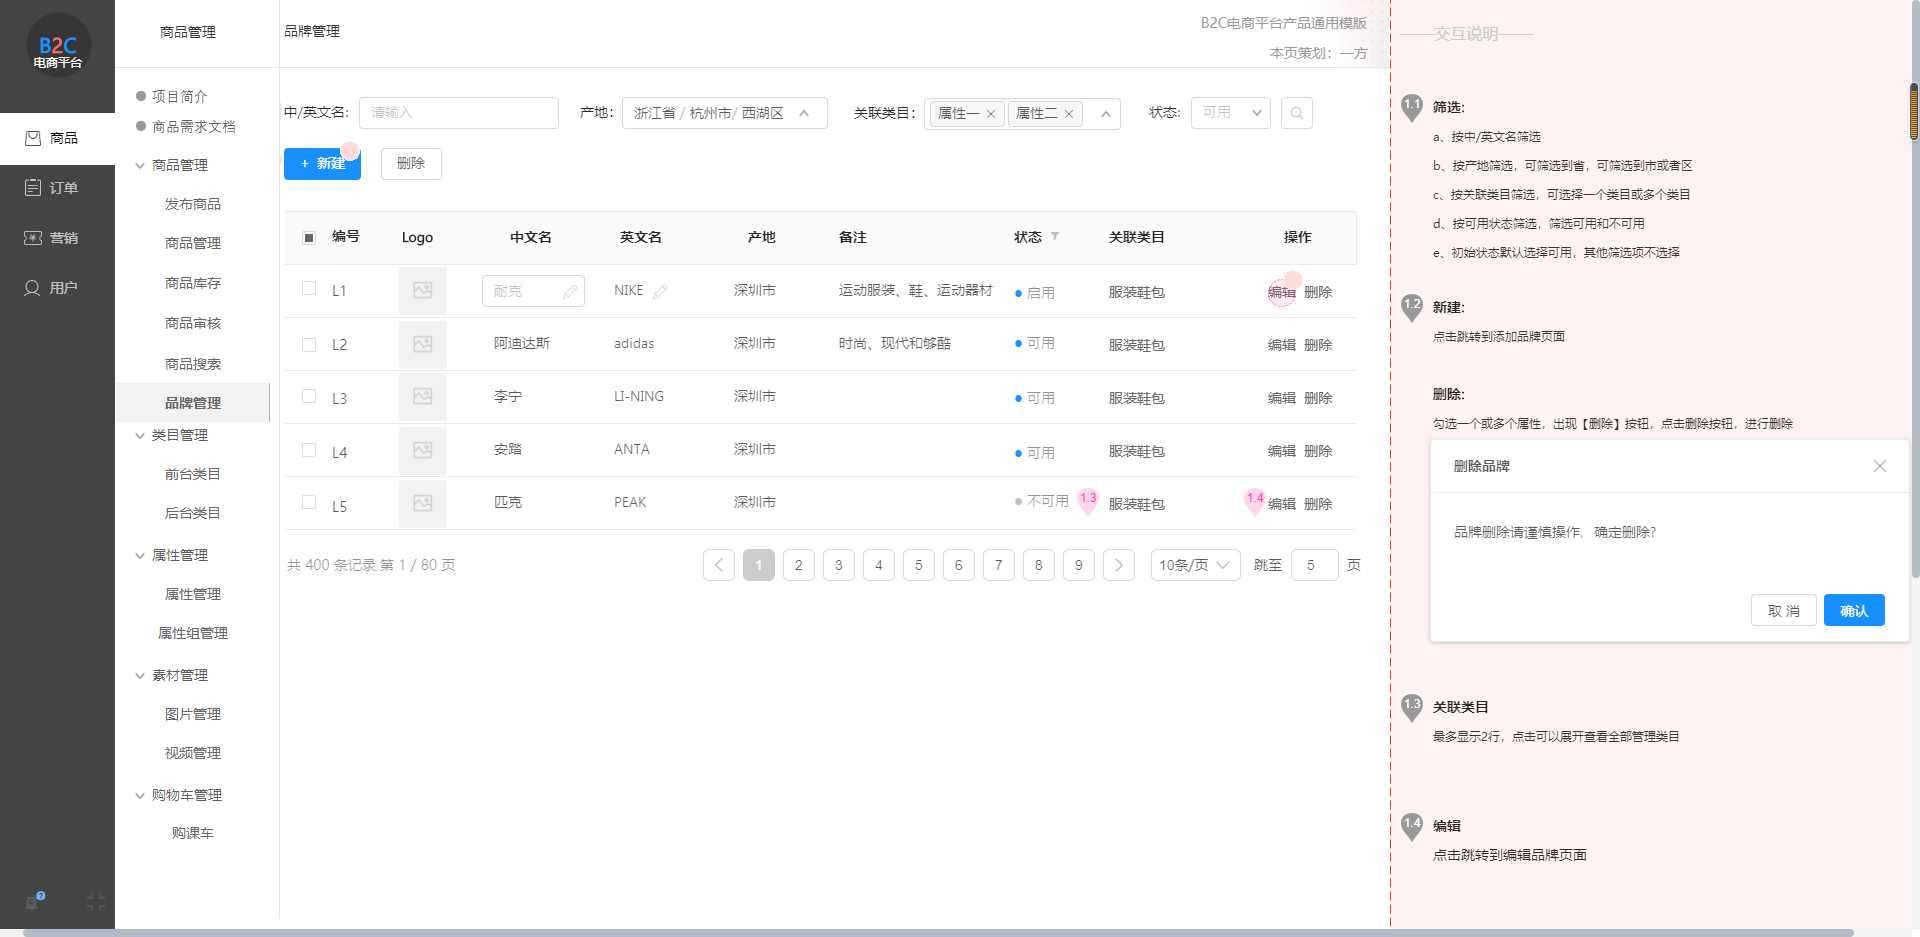 B2C
电商平台
商品
订单
营销
用户
商品管理
项目简介
商品需求文档
商品管理
发布商品
商品管理
商品库存
商品审核
商品搜索
品牌管理
类目管理
前台类目
后台类目
属性管理
属性管理
属性组管理
素材管理
图片管理
视频管理
购物车管理
购课车
品牌管理
B2C电商平台产品通用模版
本页策划：一方
中/英文名: 请输入 产地: 浙江省 / 杭州市/ 西湖区 关联类目: 属性一 属性二 状态: 可用
+ 新建 删除
编号 Logo 中文名 英文名 产地 备注 状态 关联类目 操作
L1 耐克 NIKE 深圳市 运动服装、鞋、运动器材 启用 服装鞋包 编辑 删除
L2 阿迪达斯 adidas 深圳市 时尚、现代和够酷 可用 服装鞋包 编辑 删除
L3 李宁 LI-NING 深圳市 可用 服装鞋包 编辑 删除
L4 安踏 ANTA 深圳市 可用 服装鞋包 编辑 删除
L5 匹克 PEAK 深圳市 不可用 1.3 服装鞋包 1.4 编辑 删除
共 400 条记录 第 1 / 80 页 1 2 3 4 5 6 7 8 9 10条/页 跳至 5 页
交互说明
1.1 筛选:
a、按中/英文名筛选
b、按产地筛选，可筛选到省，可筛选到市或者区
c、按关联类目筛选，可选择一个类目或多个类目
d、按可用状态筛选，筛选可用和不可用
e、初始状态默认选择可用，其他筛选项不选择
1.2 新建:
点击跳转到添加品牌页面
删除:
勾选一个或多个属性，出现【删除】按钮，点击删除按钮，进行删除
删除品牌
品牌删除请谨慎操作，确定删除?
取 消 确认
1.3 关联类目
最多显示2行，点击可以展开查看全部管理类目
1.4 编辑
点击跳转到编辑品牌页面